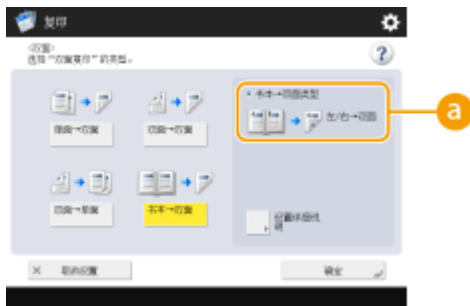 复印
<双面>
选择“双面复印”的类型。
?
单面→双面
双面→双面
双面→单面
书本→双面
• 书本→双面类型
左/右→双面
设置详细说
明
× 取消设置
确定
a